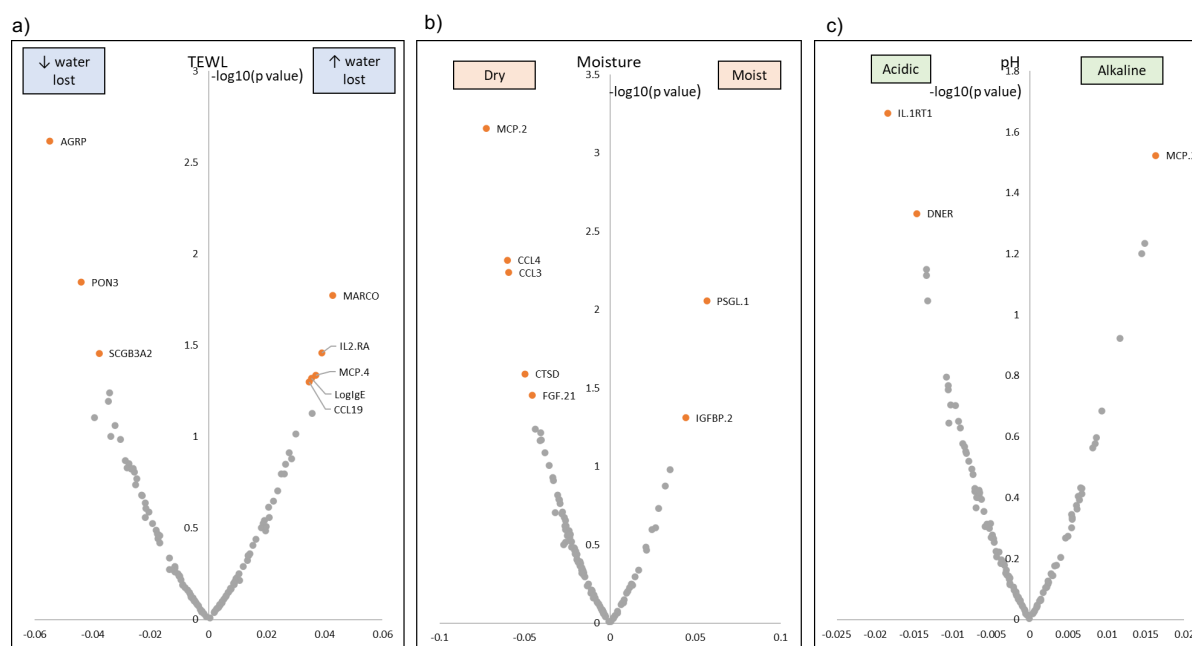 a)
↓ water
lost
TEWL
-log10(p value)
↑ water
lost
3
2.5
2
1.5
1
0.5
0
AGRP
PON3
SCGB3A2
MARCO
IL2.RA
MCP.4
LogIgE
CCL19
-0.06
-0.04
-0.02
0
0.02
0.04
0.06
b)
Dry
Moisture
-log10(p value)
Moist
3.5
3
2.5
2
1.5
1
0.5
0
MCP.2
CCL4
CCL3
PSGL.1
CTSD
FGF.21
IGFBP.2
-0.1
-0.05
0
0.05
0.1
c)
Acidic
pH
-log10(p value)
Alkaline
1.8
1.6
1.4
1.2
1
0.8
0.6
0.4
0.2
0
IL.1RT1
DNER
-0.025
-0.02
-0.015
-0.01
-0.005
0
0.005
0.01
0.015
0.02